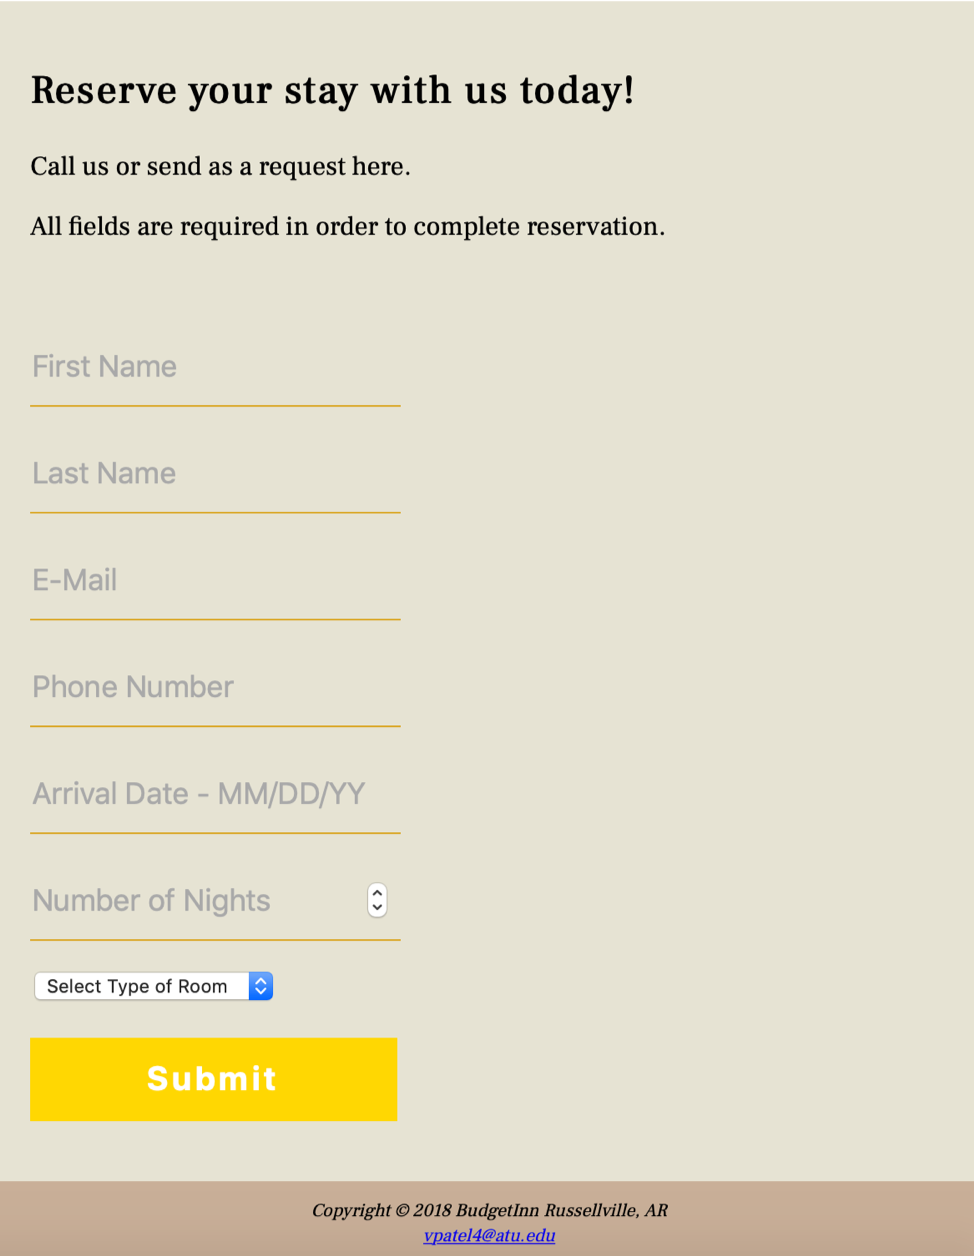 Reserve your stay with us today!
Call us or send as a request here.
All fields are required in order to complete reservation.
First Name
Last Name
E-Mail
Phone Number
Arrival Date - MM/DD/YY
Number of Nights
Select Type of Room
Submit
Copyright © 2018 BudgetInn Russellville, AR
vpatel4@atu.edu